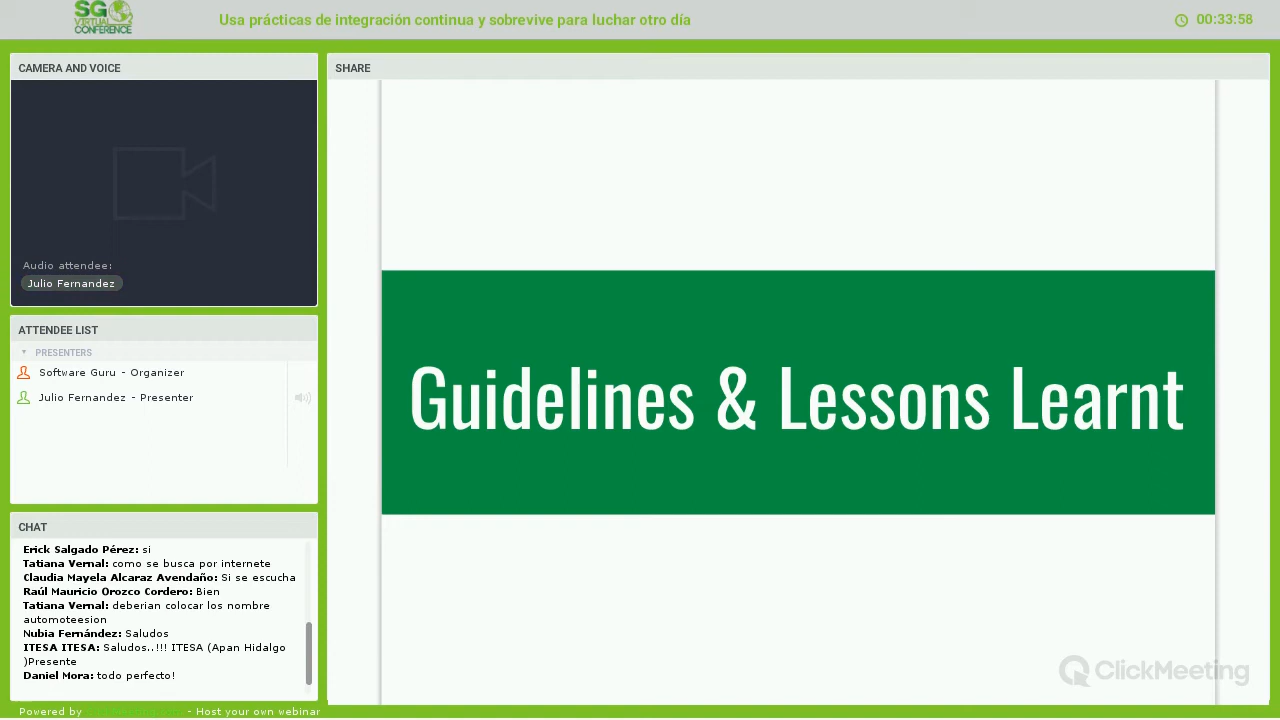 SG
VIRTUAL
CONFERENCE
Usa prácticas de integración continua y sobrevive para luchar otro día
00:33:58
CAMERA AND VOICE
Audio attendee:
Julio Fernandez
ATTENDEE LIST
PRESENTERS
Software Guru - Organizer
Julio Fernandez - Presenter
CHAT
Erick Salgado Pérez: si
Tatiana Vernal: como se busca por internete
Claudia Mayela Alcaraz Avendaño: Si se escucha
Raúl Mauricio Orozco Cordero: Bien
Tatiana Vernal: deberian colocar los nombre
automoteesion
Nubia Fernández: Saludos
ITESA ITESA: Saludos..!!! ITESA (Apan Hidalgo
)Presente
Daniel Mora: todo perfecto!
Powered by - Host your own webinar
SHARE
Guidelines & Lessons Learnt
ClickMeeting